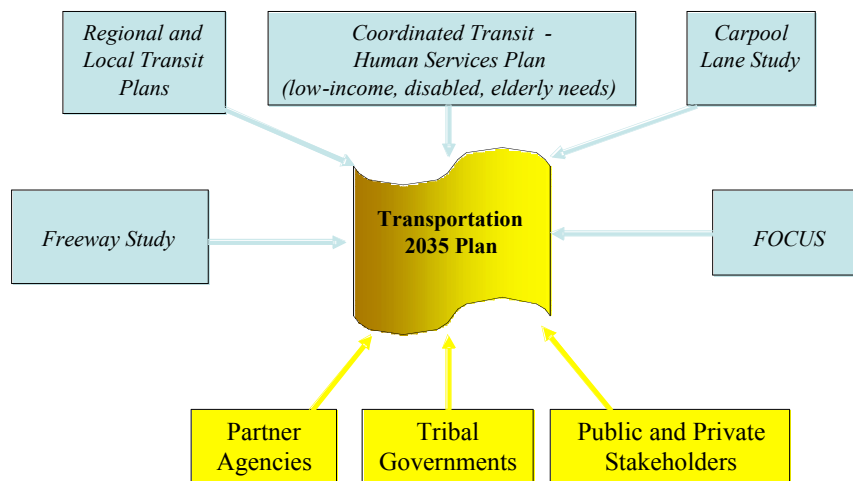 Regional and
Local Transit
Plans
Coordinated Transit -
Human Services Plan
(low-income, disabled, elderly needs)
Carpool
Lane Study
Freeway Study
Transportation
2035 Plan
FOCUS
Partner
Agencies
Tribal
Governments
Public and Private
Stakeholders